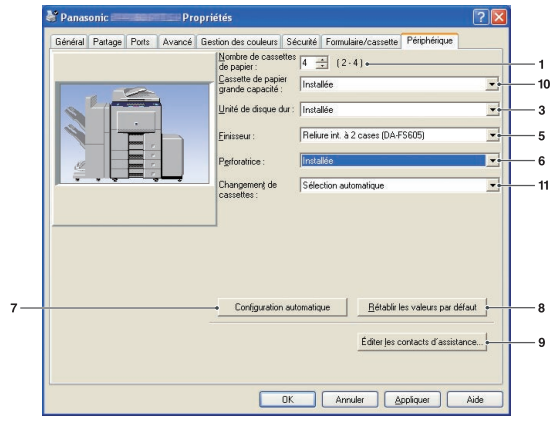 Panasonic Propriétés
Général Partage Ports Avancé Gestion des couleurs Sécurité Formulaire/cassette Périphérique
Nombre de cassettes de papier : 4 (2 - 4) 1
Cassette de papier grande capacité : Installée 10
Unité de disque dur : Installée 3
Finisseur : Reliure int. à 2 cases (DA-FS605) 5
Perforatrice : Installée 6
Changement de cassettes : Sélection automatique 11
7 Configuration automatique Rétablir les valeurs par défaut 8
Éditer les contacts d'assistance... 9
OK Annuler Appliquer Aide